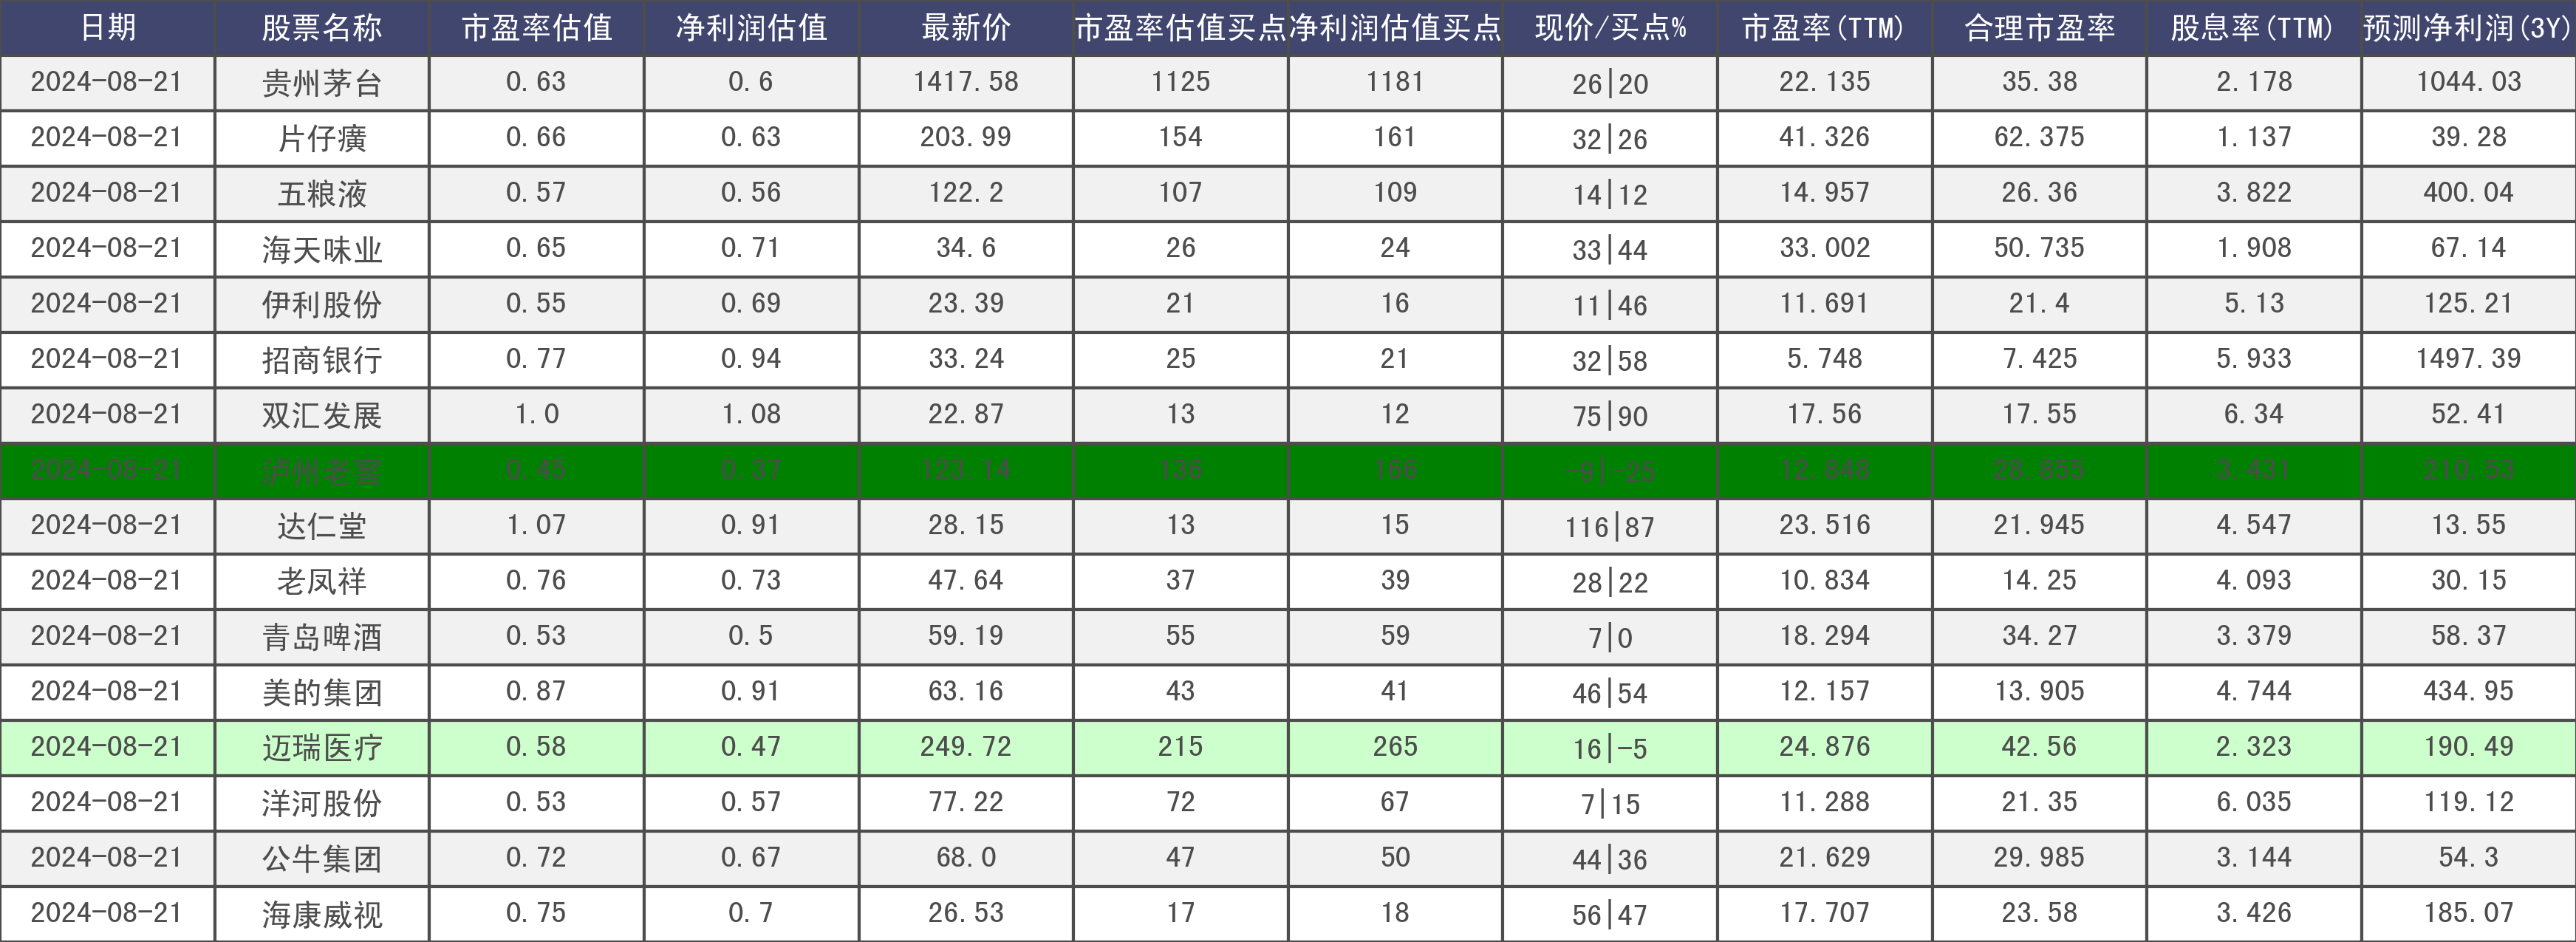 日期 股票名称 市盈率估值 净利润估值 最新价 市盈率估值买点 净利润估值买点 现价/买点% 市盈率(TTM) 合理市盈率 股息率(TTM) 预测净利润(3Y)
2024-08-21 贵州茅台 0.63 0.6 1417.58 1125 1181 26|20 22.135 35.38 2.178 1044.03
2024-08-21 片仔癀 0.66 0.63 203.99 154 161 32|26 41.326 62.375 1.137 39.28
2024-08-21 五粮液 0.57 0.56 122.2 107 109 14|12 14.957 26.36 3.822 400.04
2024-08-21 海天味业 0.65 0.71 34.6 26 24 33|44 33.002 50.735 1.908 67.14
2024-08-21 伊利股份 0.55 0.69 23.39 21 16 11|46 11.691 21.4 5.13 125.21
2024-08-21 招商银行 0.77 0.94 33.24 25 21 32|58 5.748 7.425 5.933 1497.39
2024-08-21 双汇发展 1.0 1.08 22.87 13 12 75|90 17.56 17.55 6.34 52.41
2024-08-21 泸州老窖 0.45 0.37 123.14 136 166 -9|-25 12.848 28.855 3.431 210.53
2024-08-21 达仁堂 1.07 0.91 28.15 13 15 116|87 23.516 21.945 4.547 13.55
2024-08-21 老凤祥 0.76 0.73 47.64 37 39 28|22 10.834 14.25 4.093 30.15
2024-08-21 青岛啤酒 0.53 0.5 59.19 55 59 7|0 18.294 34.27 3.379 58.37
2024-08-21 美的集团 0.87 0.91 63.16 43 41 46|54 12.157 13.905 4.744 434.95
2024-08-21 迈瑞医疗 0.58 0.47 249.72 215 265 16|-5 24.876 42.56 2.323 190.49
2024-08-21 洋河股份 0.53 0.57 77.22 72 67 7|15 11.288 21.35 6.035 119.12
2024-08-21 公牛集团 0.72 0.67 68.0 47 50 44|36 21.629 29.985 3.144 54.3
2024-08-21 海康威视 0.75 0.7 26.53 17 18 56|47 17.707 23.58 3.426 185.07